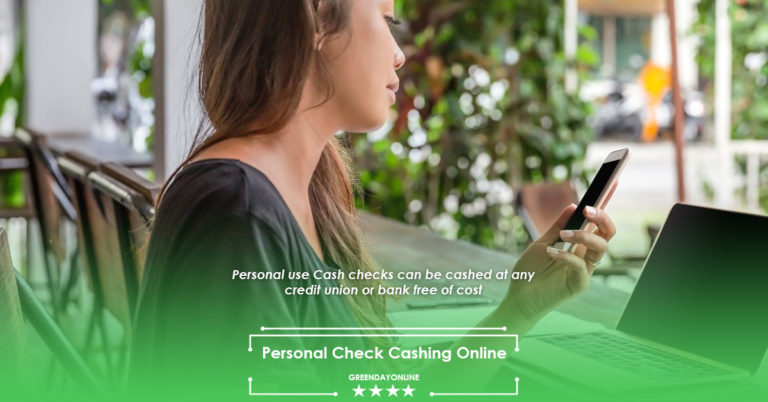 Personal use Cash checks can be cashed at any
credit union or bank free of cost
Personal Check Cashing Online
GREENDAYONLINE